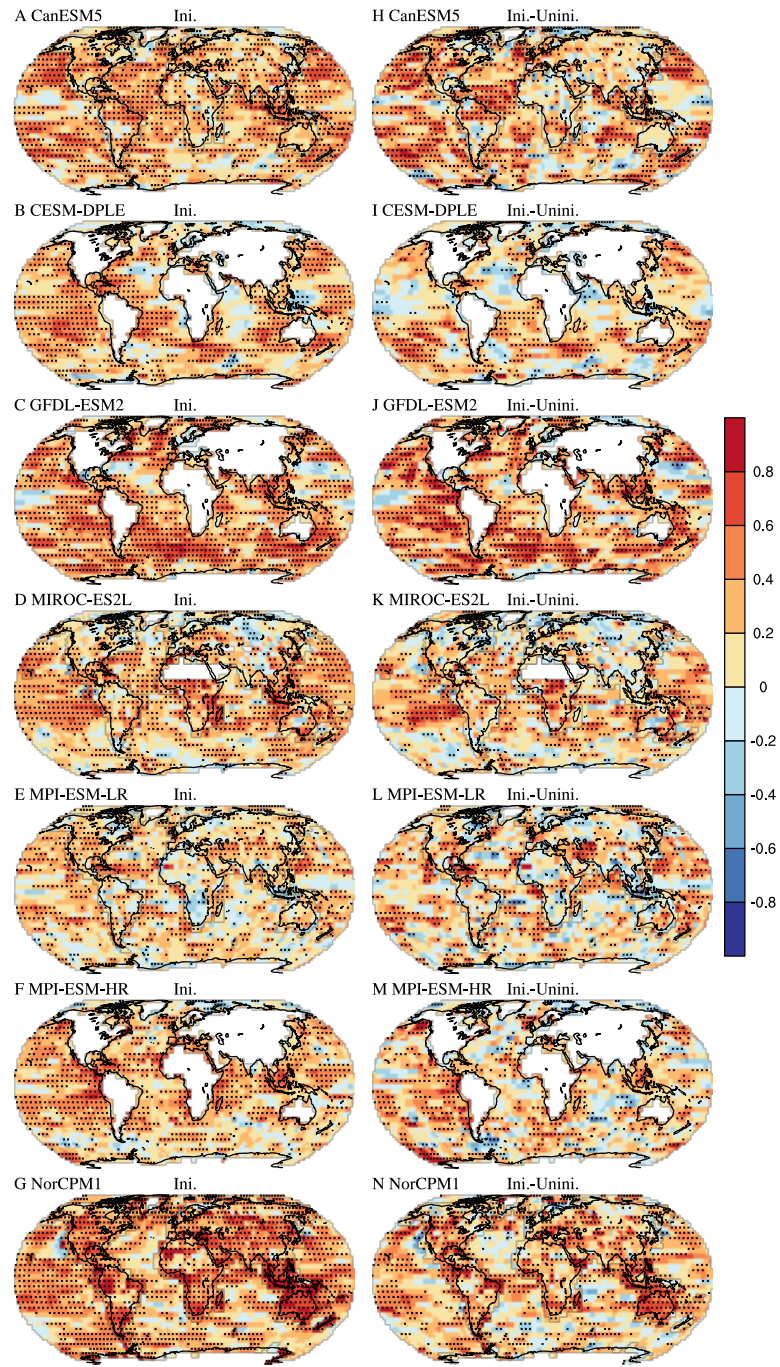 A CanESM5 Ini.
H CanESM5 Ini.-Unini.
B CESM-DPLE Ini.
I CESM-DPLE Ini.-Unini.
C GFDL-ESM2 Ini.
J GFDL-ESM2 Ini.-Unini.
D MIROC-ES2L Ini.
K MIROC-ES2L Ini.-Unini.
E MPI-ESM-LR Ini.
L MPI-ESM-LR Ini.-Unini.
F MPI-ESM-HR Ini.
M MPI-ESM-HR Ini.-Unini.
G NorCPM1 Ini.
N NorCPM1 Ini.-Unini.
0.8
0.6
0.4
0.2
0
-0.2
-0.4
-0.6
-0.8